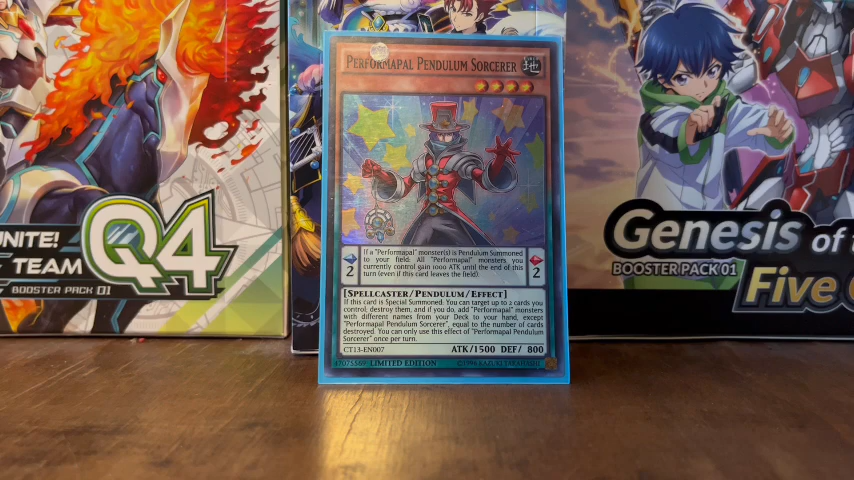 UNITE!
TEAM
Q4
BOOSTER PACK 01
PERFORMAPAL PENDULUM SORCERER
If a "Performapal" monster(s) is Pendulum Summoned
to your field: All "Performapal" monsters you
currently control gain 1000 ATK until the end of this
turn (even if this card leaves the field).
2
2
[SPELLCASTER/PENDULUM/EFFECT]
If this card is Special Summoned: You can target up to 2 cards you
control; destroy them, and if you do, add "Performapal" monsters
with different names from your Deck to your hand, except
"Performapal Pendulum Sorcerer", equal to the number of cards
destroyed. You can only use this effect of "Performapal Pendulum
Sorcerer" once per turn.
CT13-EN007
ATK/1500 DEF/ 800
47075569
LIMITED EDITION
©1996 KAZUKI TAKAHASHI
Genesis of
BOOSTER PACK 01
Five